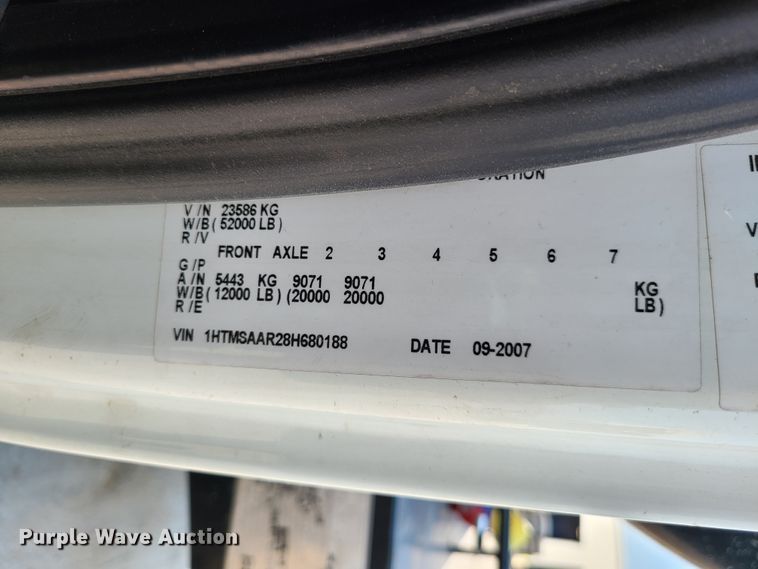 V/N 23586 KG
W/B( 52000 LB)
R/V
FRONT AXLE 2 3 4 5 6 7
G/P
A/N 5443 KG 9071 9071 KG
W/B( 12000 LB) (20000 20000 LB)
R/E
VIN 1HTMSAAR28H680188 DATE 09-2007
Purple Wave Auction